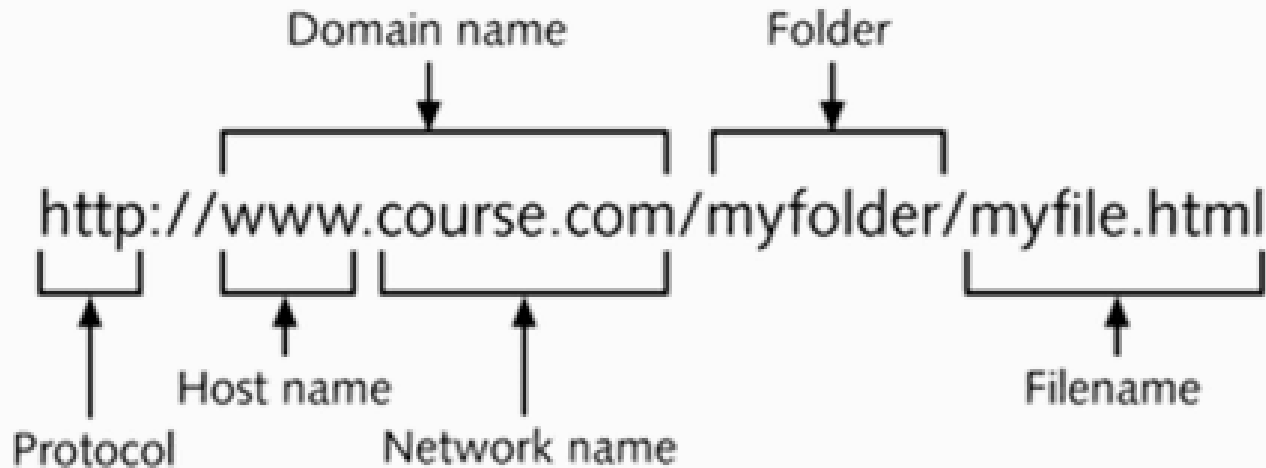 Domain name Folder
http://www.course.com/myfolder/myfile.html
Host name Filename
Protocol Network name